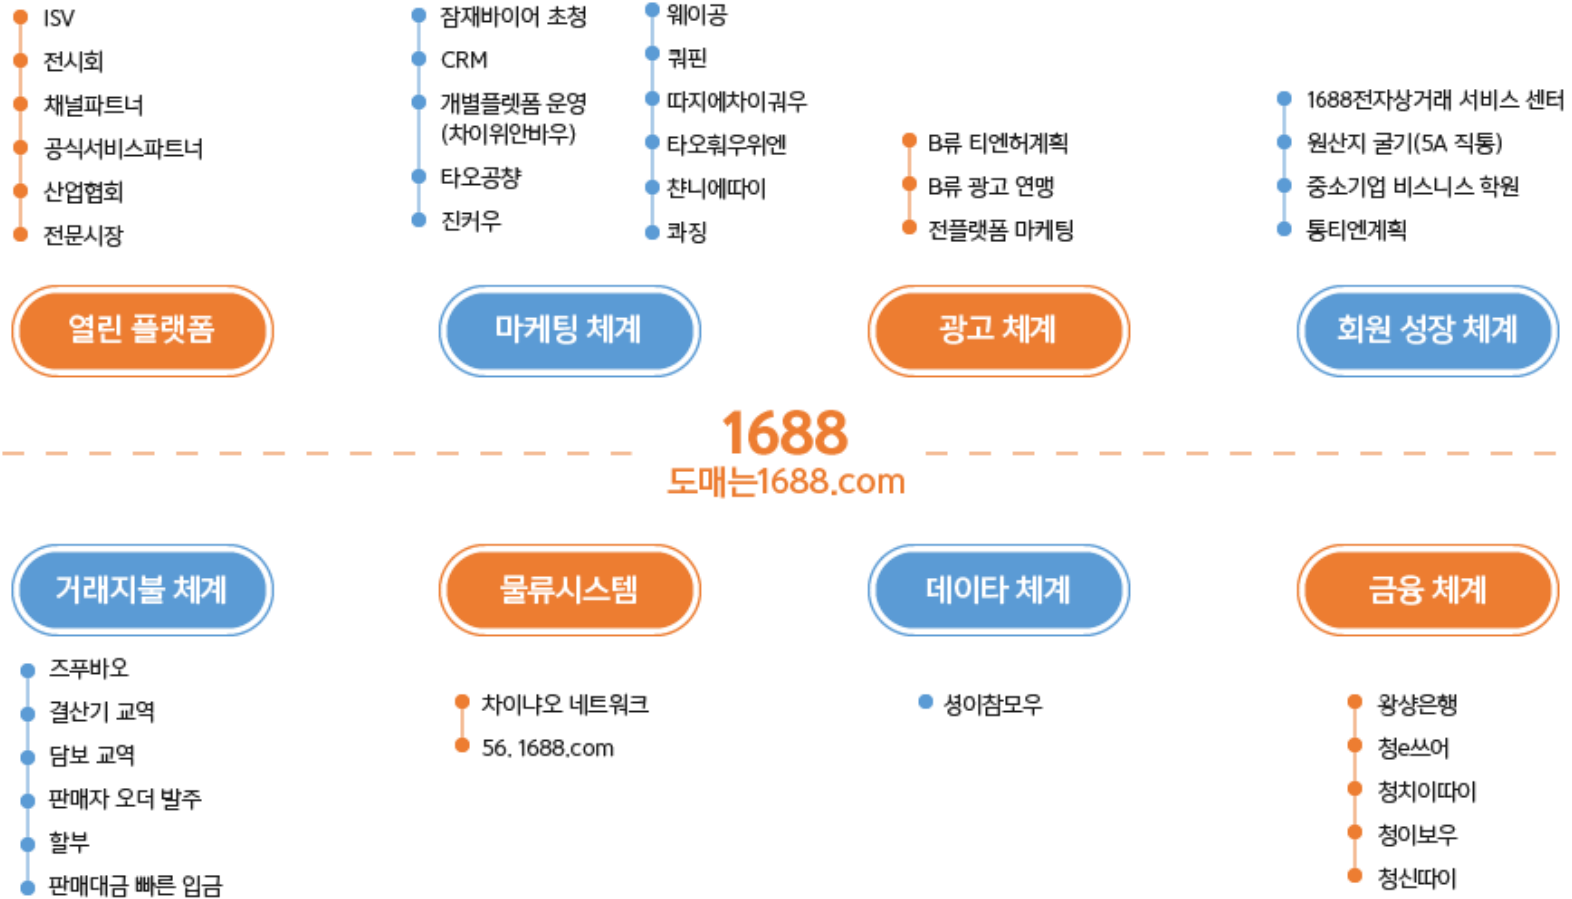 ISV
전시회
채널파트너
공식서비스파트너
산업협회
전문시장
열린 플랫폼
잠재바이어 초청
CRM
개별플렛폼 운영
(차이위안바우)
타오공챵
진커우
웨이공
쿼핀
따지에차이궈우
타오훠우위엔
챤니에따이
콰징
마케팅 체계
B류 티엔허계획
B류 광고 연맹
전플랫폼 마케팅
광고 체계
1688전자상거래 서비스 센터
원산지 굴기(5A 직통)
중소기업 비스니스 학원
통티엔계획
회원 성장 체계
1688
도매는1688.com
거래지불 체계
즈푸바오
결산기 교역
담보 교역
판매자 오더 발주
할부
판매대금 빠른 입금
물류시스템
차이냐오 네트워크
56. 1688.com
데이타 체계
셩이참모우
금융 체계
왕샹은행
청e쓰어
청치이따이
청이보우
청신따이